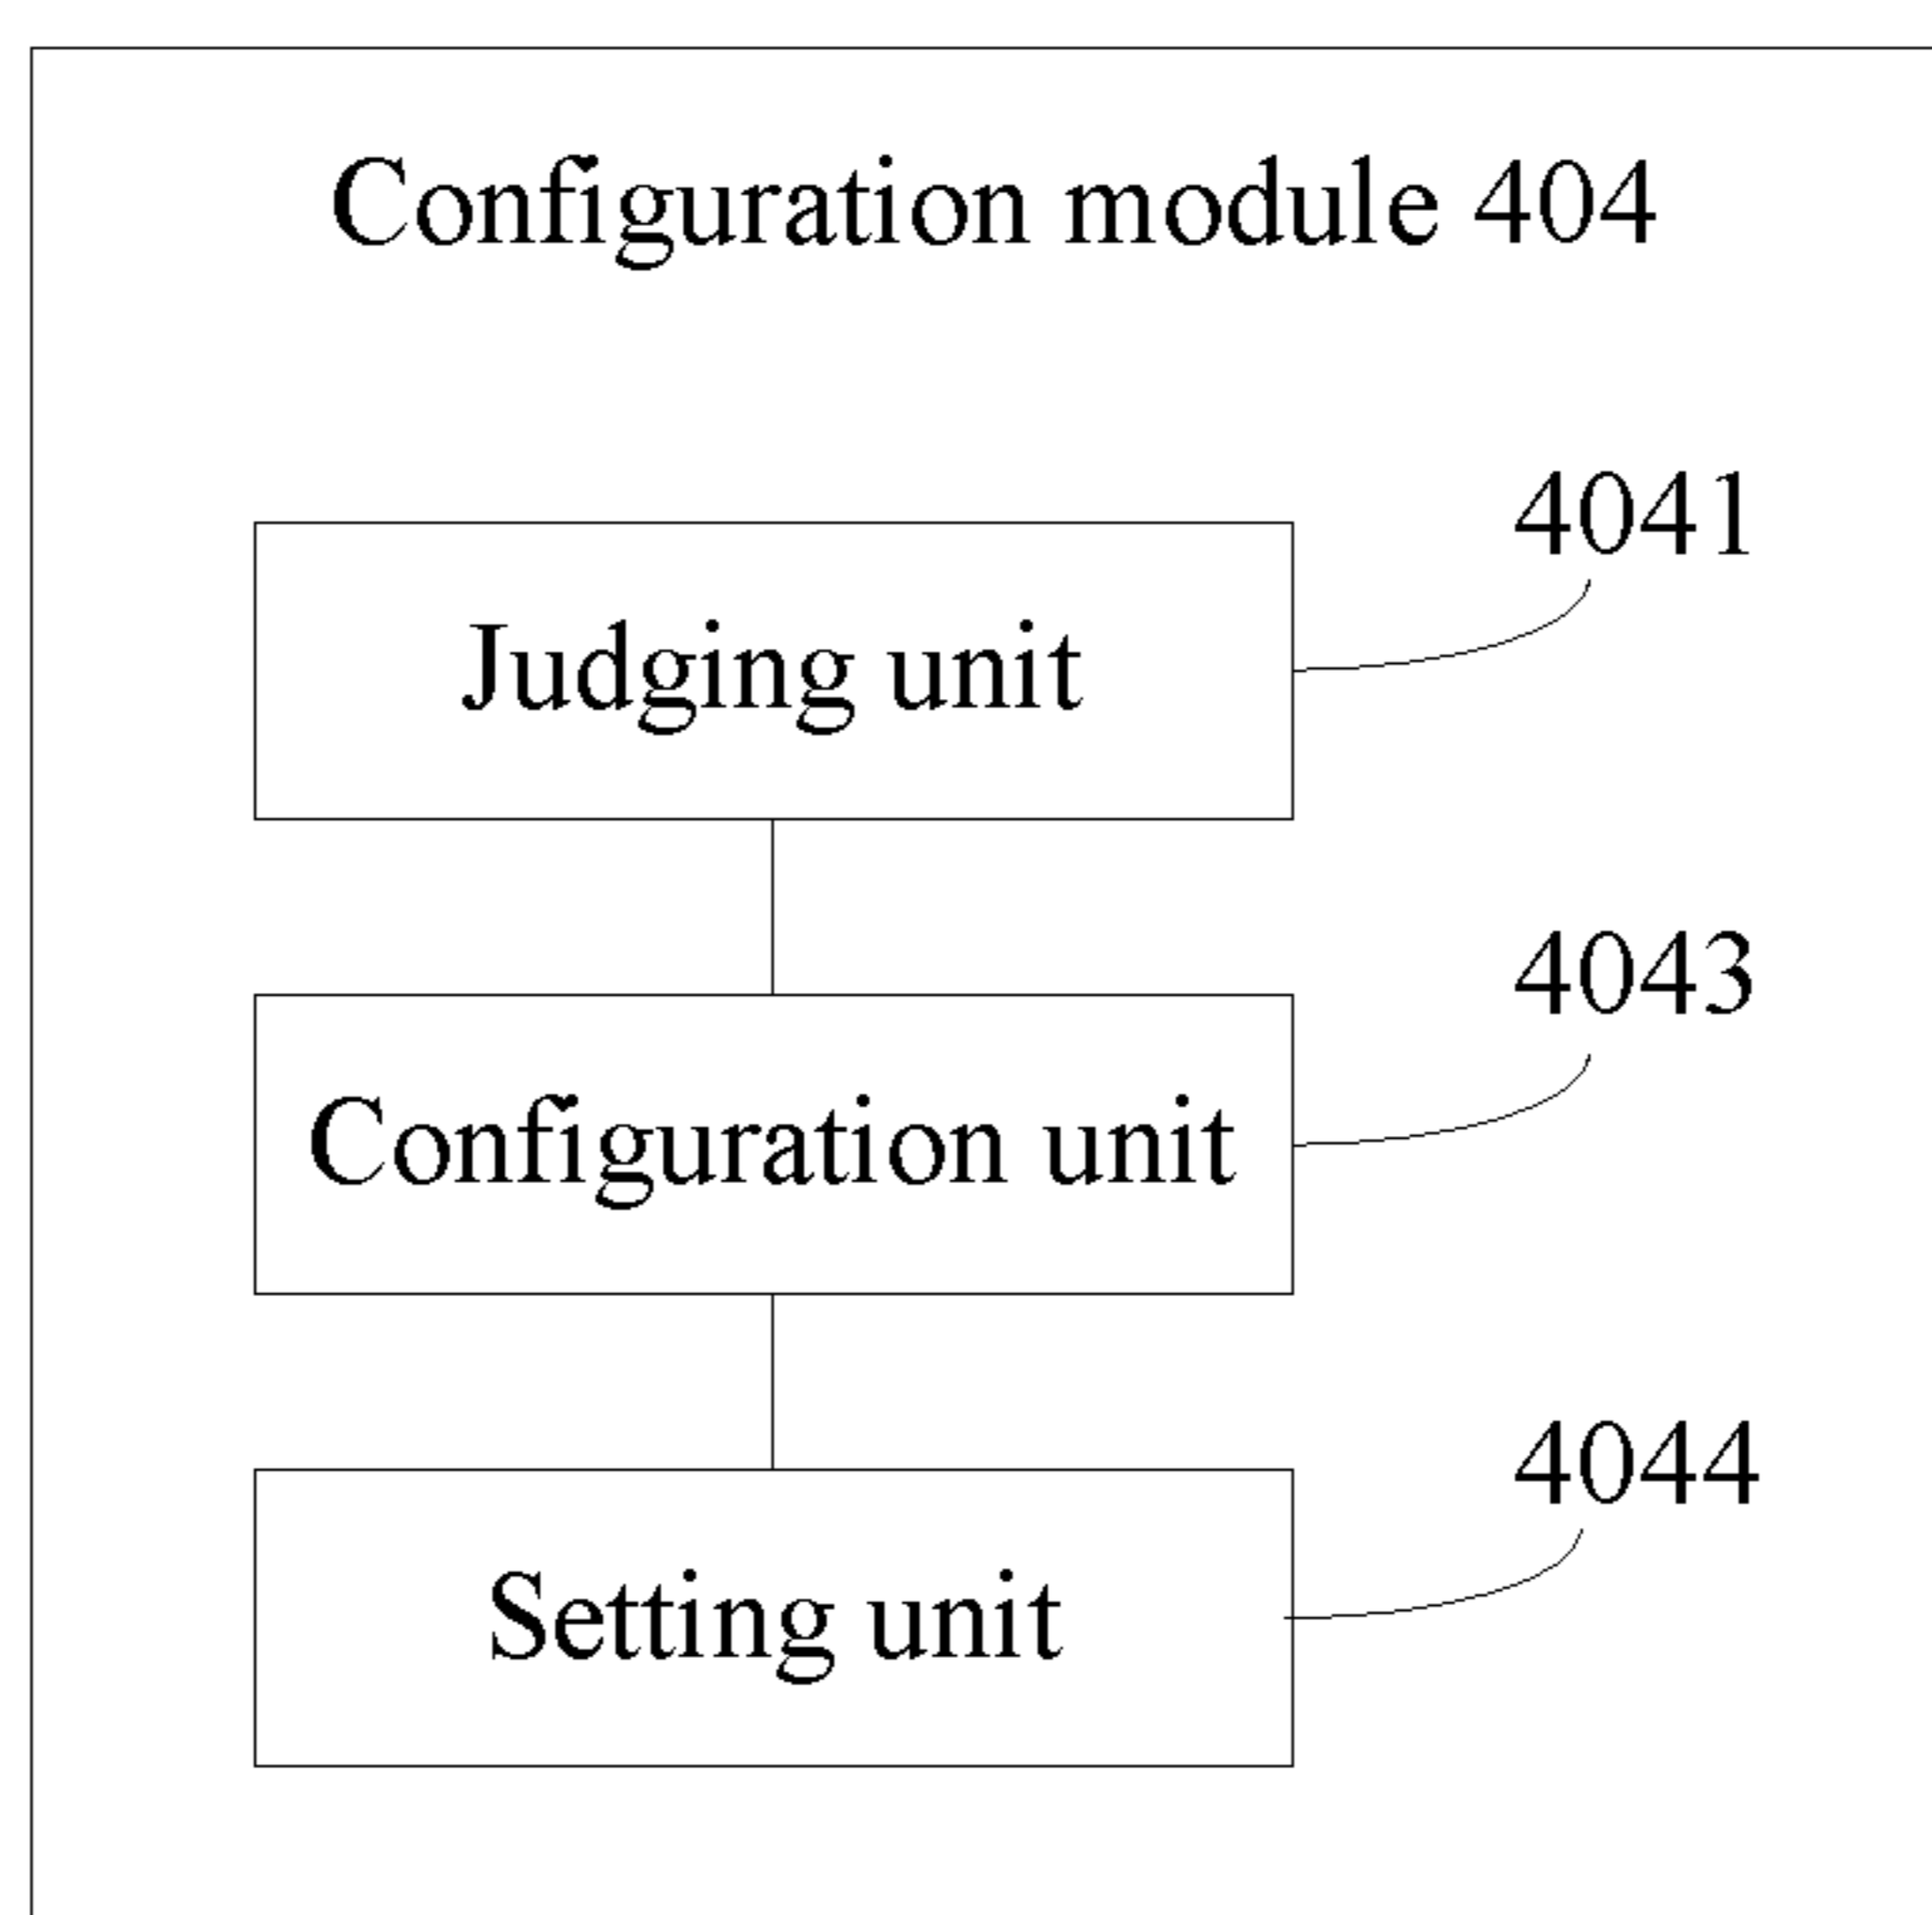 Configuration module 404
4041
Judging unit
4043
Configuration unit
4044
Setting unit